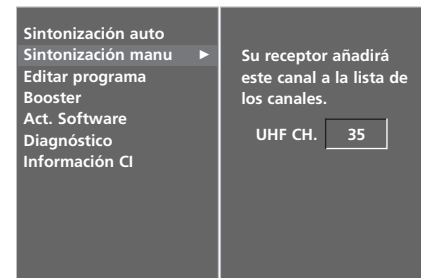 Sintonización auto
Sintonización manu
Editar programa
Booster
Act. Software
Diagnóstico
Información CI
Su receptor añadirá
este canal a la lista de
los canales.
UHF CH. 35